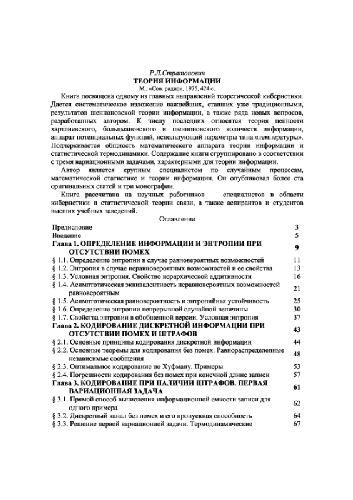 Р.Л.Стратонович
ТЕОРИЯ ИНФОРМАЦИИ
М., «Сов. радио», 1975, 424 с.
Книга посвящена одному из главных направлений теоретической кибернетики.
Дается систематическое изложение важнейших, ставших уже традиционными,
результатов шенноновской теории информации, а также ряда новых вопросов,
разработанных автором. К числу последних относятся теория ценности
хартлиевского, больцмановского и шенноновского количеств информации,
аппарат потенциальных функций, использующий параметры типа температуры.
Подчеркивается общность математического аппарата теории информации и
статистической термодинамики. Содержание книги сгруппировано в соответствии
с тремя вариационными задачами, характерными для теории информации.
Автор является крупным специалистом по случайным процессам,
математической статистике и теории информации. Он опубликовал более ста
оригинальных статей и три монографии.
Книга рассчитана на научных работников специалистов в области
кибернетики и статистической теории связи, а также аспирантов и студентов
высших учебных заведений.
Оглавление
Предисловие 3
Введение 5
Глава 1. ОПРЕДЕЛЕНИЕ ИНФОРМАЦИИ И ЭНТРОПИИ ПРИ 9
ОТСУТСТВИИ ПОМЕХ
§ 1.1. Определение энтропии в случае равновероятных возможностей 11
§ 1.2. Энтропия в случае неравновероятных возможностей и ее свойства 13
§ 1.3. Условная энтропия. Свойство иерархической аддитивности 16
§ 1.4. Асимптотическая эквивалентность неравновероятных возможностей 21
равновероятным
§ 1.5. Асимптотическая равновероятность и энтропийная устойчивость 25
§ 1.6. Определение энтропии непрерывной случайной величины 30
§ 1.7. Свойства энтропии в обобщенной версии. Условные энтропии 37
Глава 2. КОДИРОВАНИЕ ДИСКРЕТНОЙ ИНФОРМАЦИИ ПРИ 43
ОТСУТСТВИИ ПОМЕХ И ШТРАФОВ
§ 2.1. Основные принципы кодирования дискретной информации 44
§ 2.2. Основные теоремы для кодирования без помех. Равнораспределенные 48
независимые сообщения
§ 2.3. Оптимальное кодирование по Хуфману. Примеры 53
§ 2.4. Погрешности кодирования без помех при конечной длине записи 57
Глава 3. КОДИРОВАНИЕ ПРИ НАЛИЧИИ ШТРАФОВ. ПЕРВАЯ 61
ВАРИАЦИОННАЯ ЗАДАЧА
§ 3.1. Прямой способ вычисления информационной емкости записи для 62
одного примера
§ 3.2. Дискретный канал без помех и его пропускная способность 64
§ 3.3. Решение первой вариационной задачи. Термодинамические 67